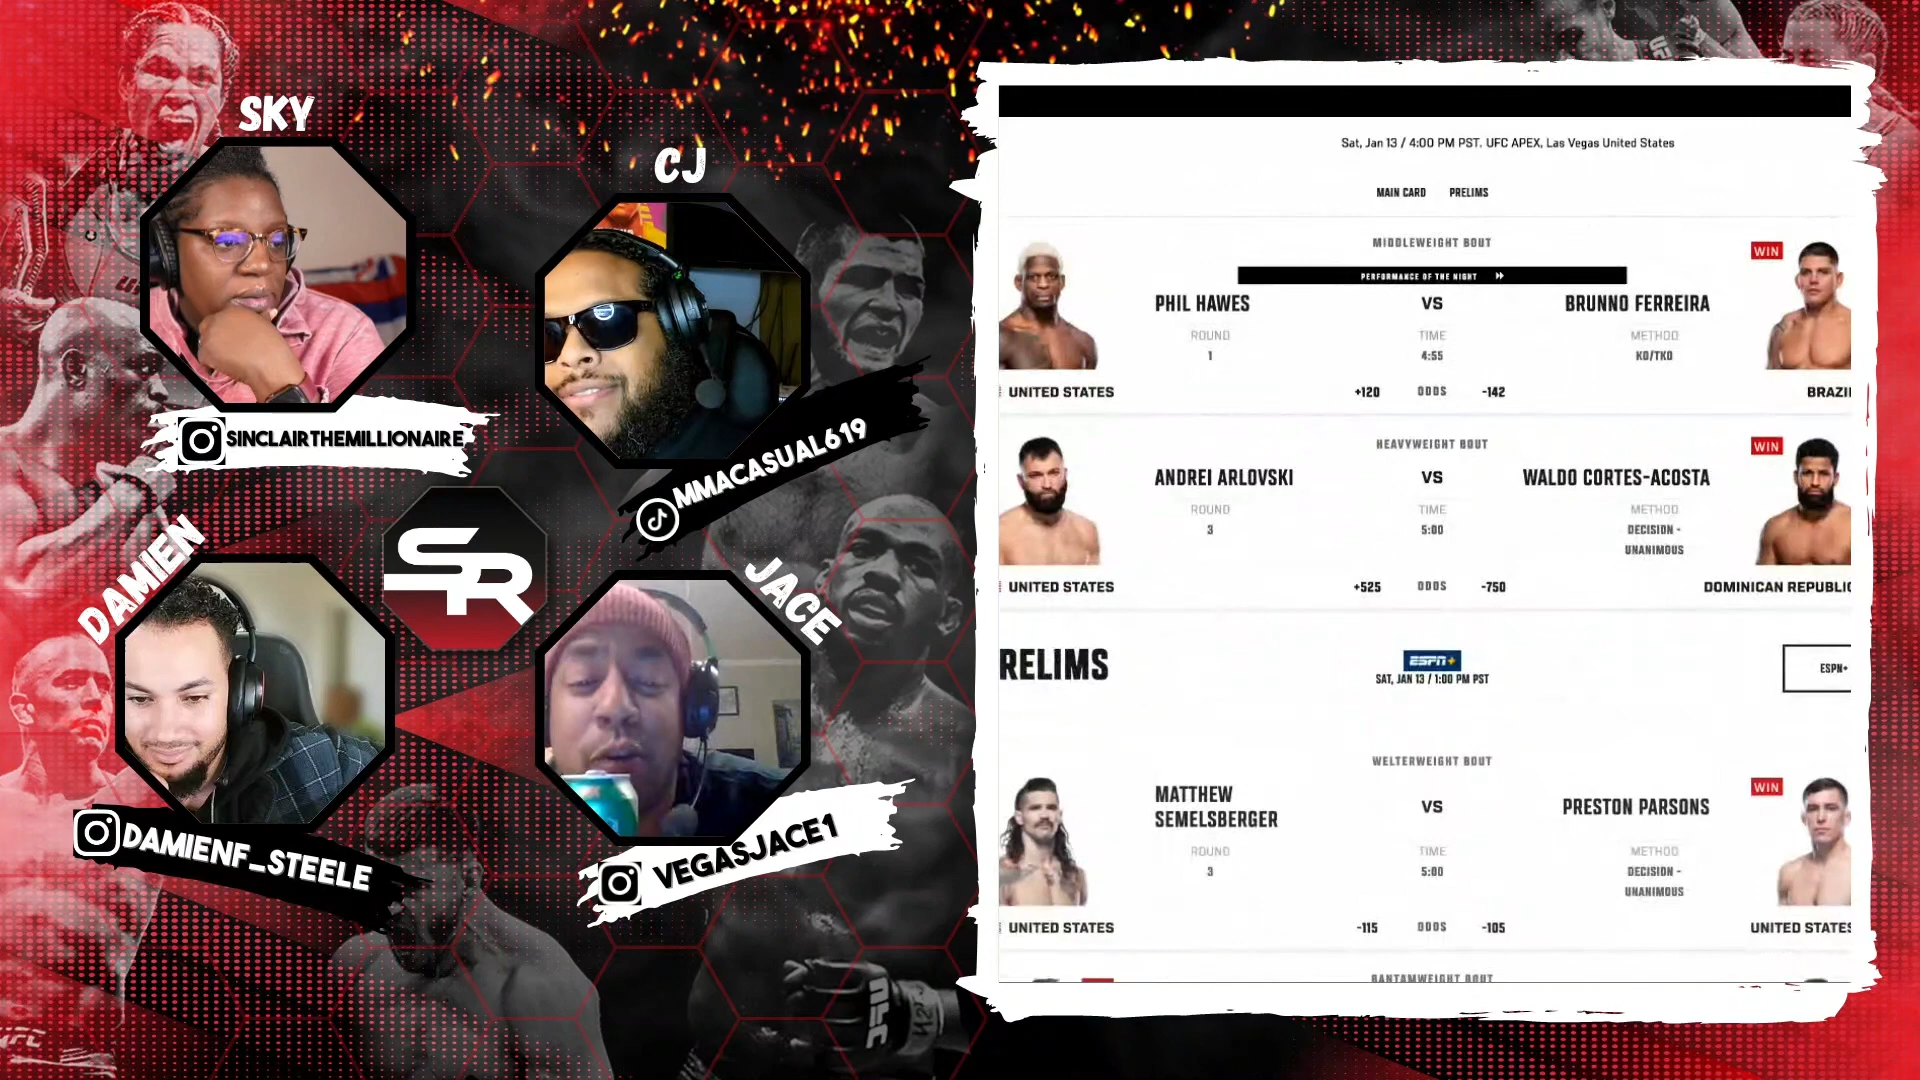 SKY
CJ
SINCLAIRTHEMILLIONAIRE
MMACASUAL619
DAMIEN
SR
JACE
DAMIENF_STEELE
VEGASJACE1
Sat, Jan 13 / 4:00 PM PST. UFC APEX, Las Vegas United States
MAIN CARD PRELIMS
MIDDLEWEIGHT BOUT
WIN
PERFORMANCE OF THE NIGHT
PHIL HAWES VS BRUNNO FERREIRA
ROUND TIME METHOD
1 4:55 KO/TKO
UNITED STATES +120 ODDS -142 BRAZI
HEAVYWEIGHT BOUT
WIN
ANDREI ARLOVSKI VS WALDO CORTES-ACOSTA
ROUND TIME METHOD
3 5:00 DECISION -
UNANIMOUS
UNITED STATES +525 ODDS -750 DOMINICAN REPUBLIC
RELIMS
ESPN+
SAT, JAN 13 / 1:00 PM PST
ESPN+
WELTERWEIGHT BOUT
WIN
MATTHEW
SEMELSBERGER VS PRESTON PARSONS
ROUND TIME METHOD
3 5:00 DECISION -
UNANIMOUS
UNITED STATES -115 ODDS -105 UNITED STATES
BANTAMWEIGHT BOUT
UFC